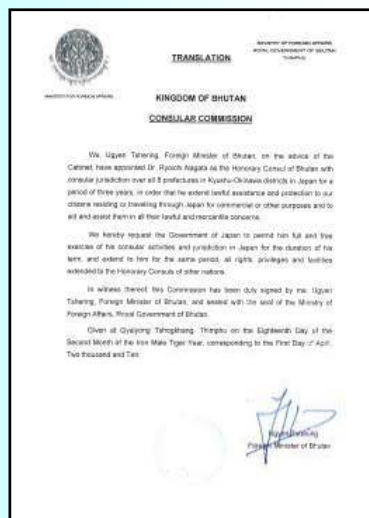 MINISTRY OF FOREIGN AFFAIRS
ROYAL GOVERNMENT OF BHUTAN
THIMPHU
TRANSLATION
MINISTER FOR FOREIGN AFFAIRS
KINGDOM OF BHUTAN
CONSULAR COMMISSION
We, Ugyen Tshering, Foreign Minister of Bhutan, on the advice of the
Cabinet, have appointed Dr. Ryoichi Nagata as the Honorary Consul of Bhutan with
consular jurisdiction over all 8 prefectures in Kyushu-Okinawa districts in Japan for a
period of three years, in order that he extend lawful assistance and protection to our
citizens residing or travelling through Japan for commercial or other purposes and to
aid and assist them in all their lawful and mercantile concerns.
We hereby request the Government of Japan to permit him full and free
exercise of his consular activities and jurisdiction in Japan for the duration of his
term, and extend to him for the same period, all rights, privileges and facilities
extended to the Honorary Consuls of other nations.
In witness thereof, this Commission has been duly signed by me, Ugyen
Tshering, Foreign Minister of Bhutan, and sealed with the seal of the Ministry of
Foreign Affairs, Royal Government of Bhutan.
Given at Gyalyong Tshogkhang, Thimphu on the Eighteenth Day of the
Second Month of the Iron Male Tiger Year, corresponding to the First Day of April,
Two thousand and Ten.
Ugyen Tshering
Foreign Minister of Bhutan